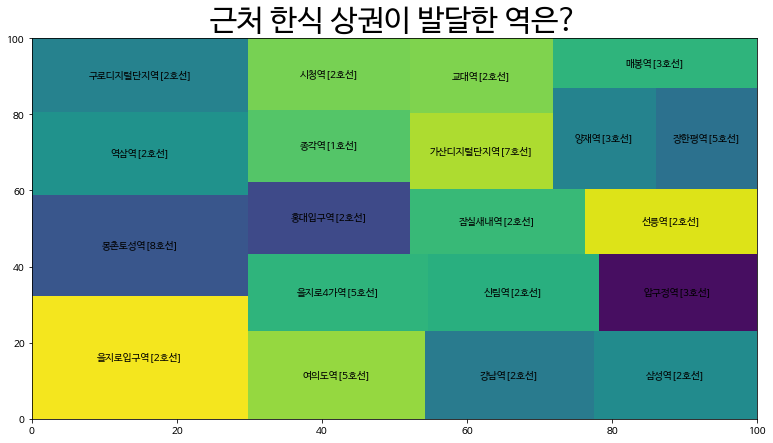 근처 한식 상권이 발달한 역은?
100
80
60
40
20
0
구로디지털단지역 [2호선]
시청역 [2호선]
교대역 [2호선]
매봉역 [3호선]
종각역 [1호선]
가산디지털단지역 [7호선]
양재역 [3호선]
장한평역 [5호선]
역삼역 [2호선]
홍대입구역 [2호선]
잠실새내역 [2호선]
선릉역 [2호선]
몽촌토성역 [8호선]
을지로4가역 [5호선]
신림역 [2호선]
압구정역 [3호선]
을지로입구역 [2호선]
여의도역 [5호선]
강남역 [2호선]
삼성역 [2호선]
0 20 40 60 80 100